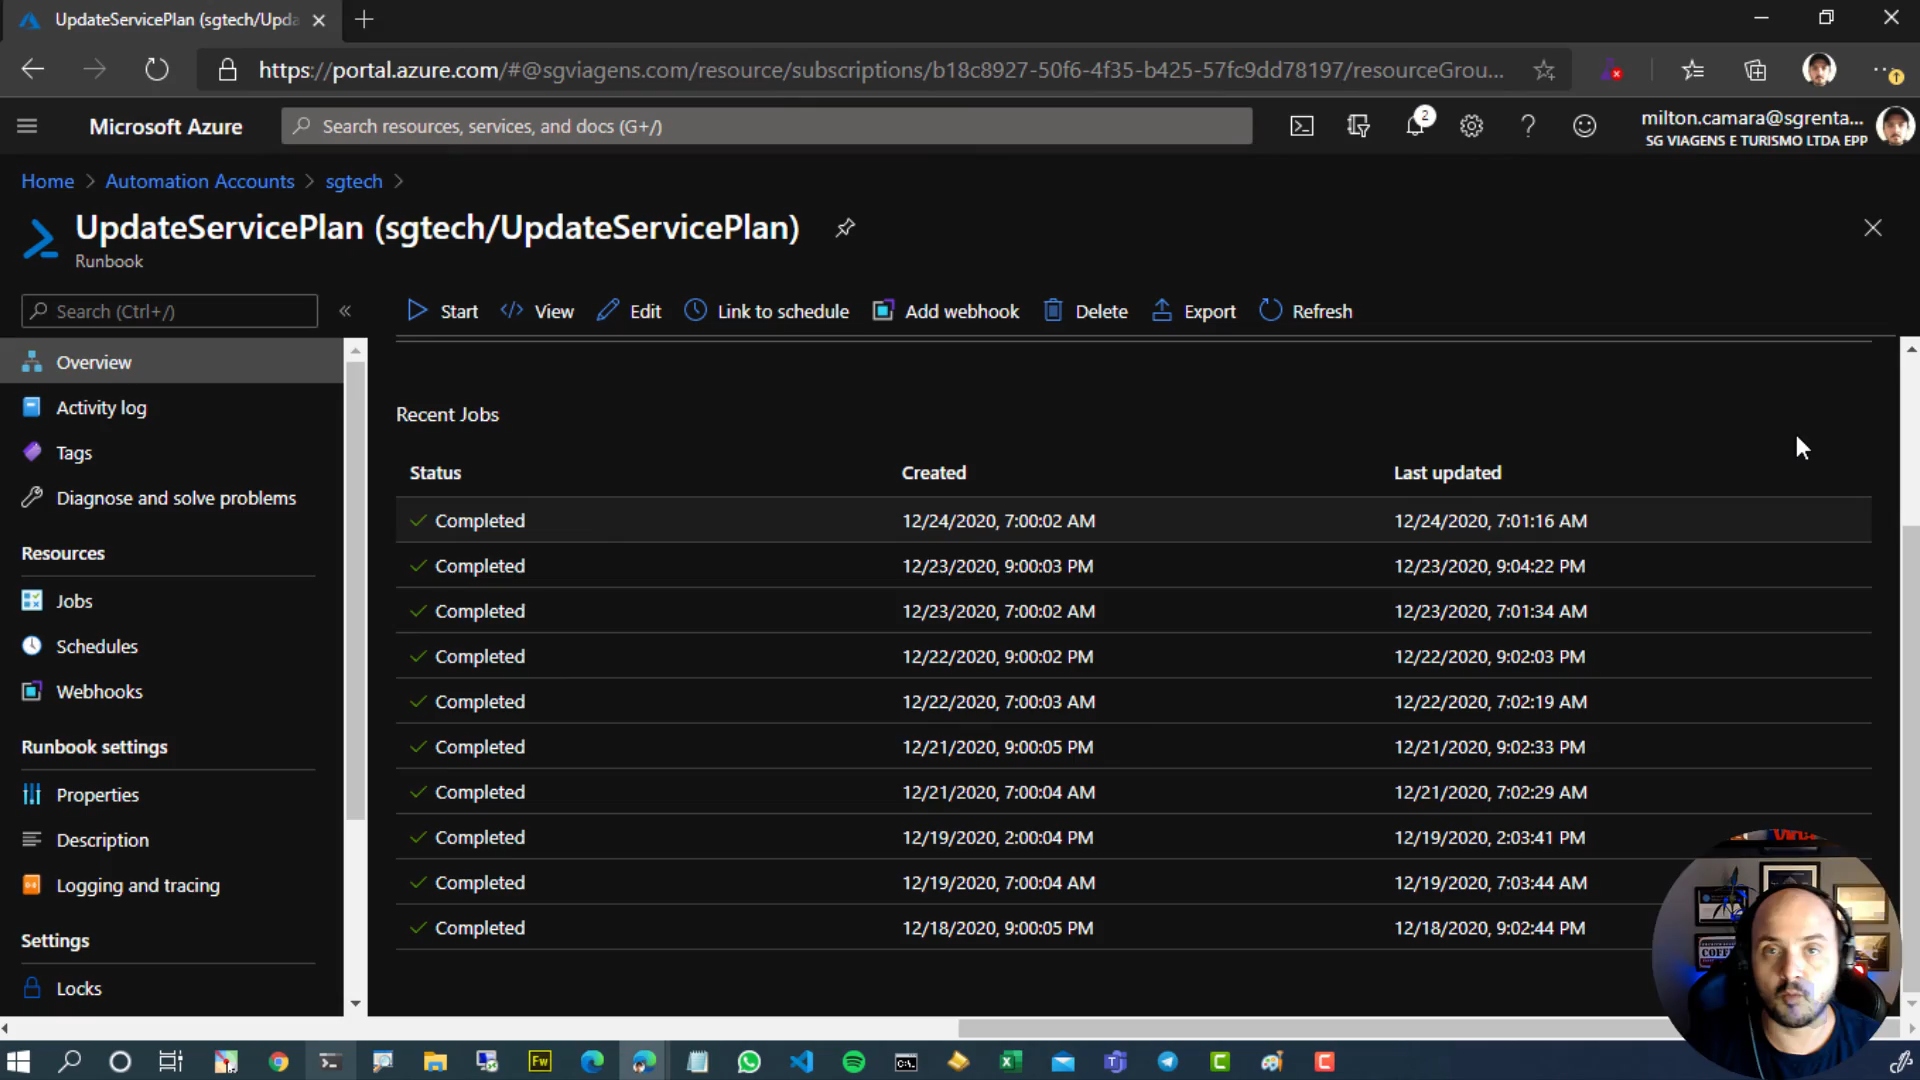 UpdateServicePlan (sgtech/Upda
https://portal.azure.com/#@sgviagens.com/resource/subscriptions/b18c8927-50f6-4f35-b425-57fc9dd78197/resourceGrou...
Microsoft Azure
Search resources, services, and docs (G+/)
2
milton.camara@sgrenta...
SG VIAGENS E TURISMO LTDA EPP
Home > Automation Accounts > sgtech >
UpdateServicePlan (sgtech/UpdateServicePlan)
Runbook
Search (Ctrl+/)
Start
View
Edit
Link to schedule
Add webhook
Delete
Export
Refresh
Overview
Activity log
Tags
Diagnose and solve problems
Resources
Jobs
Schedules
Webhooks
Runbook settings
Properties
Description
Logging and tracing
Settings
Locks
Recent Jobs
Status Created Last updated
Completed 12/24/2020, 7:00:02 AM 12/24/2020, 7:01:16 AM
Completed 12/23/2020, 9:00:03 PM 12/23/2020, 9:04:22 PM
Completed 12/23/2020, 7:00:02 AM 12/23/2020, 7:01:34 AM
Completed 12/22/2020, 9:00:02 PM 12/22/2020, 9:02:03 PM
Completed 12/22/2020, 7:00:03 AM 12/22/2020, 7:02:19 AM
Completed 12/21/2020, 9:00:05 PM 12/21/2020, 9:02:33 PM
Completed 12/21/2020, 7:00:04 AM 12/21/2020, 7:02:29 AM
Completed 12/19/2020, 2:00:04 PM 12/19/2020, 2:03:41 PM
Completed 12/19/2020, 7:00:04 AM 12/19/2020, 7:03:44 AM
Completed 12/18/2020, 9:00:05 PM 12/18/2020, 9:02:44 PM
Fw